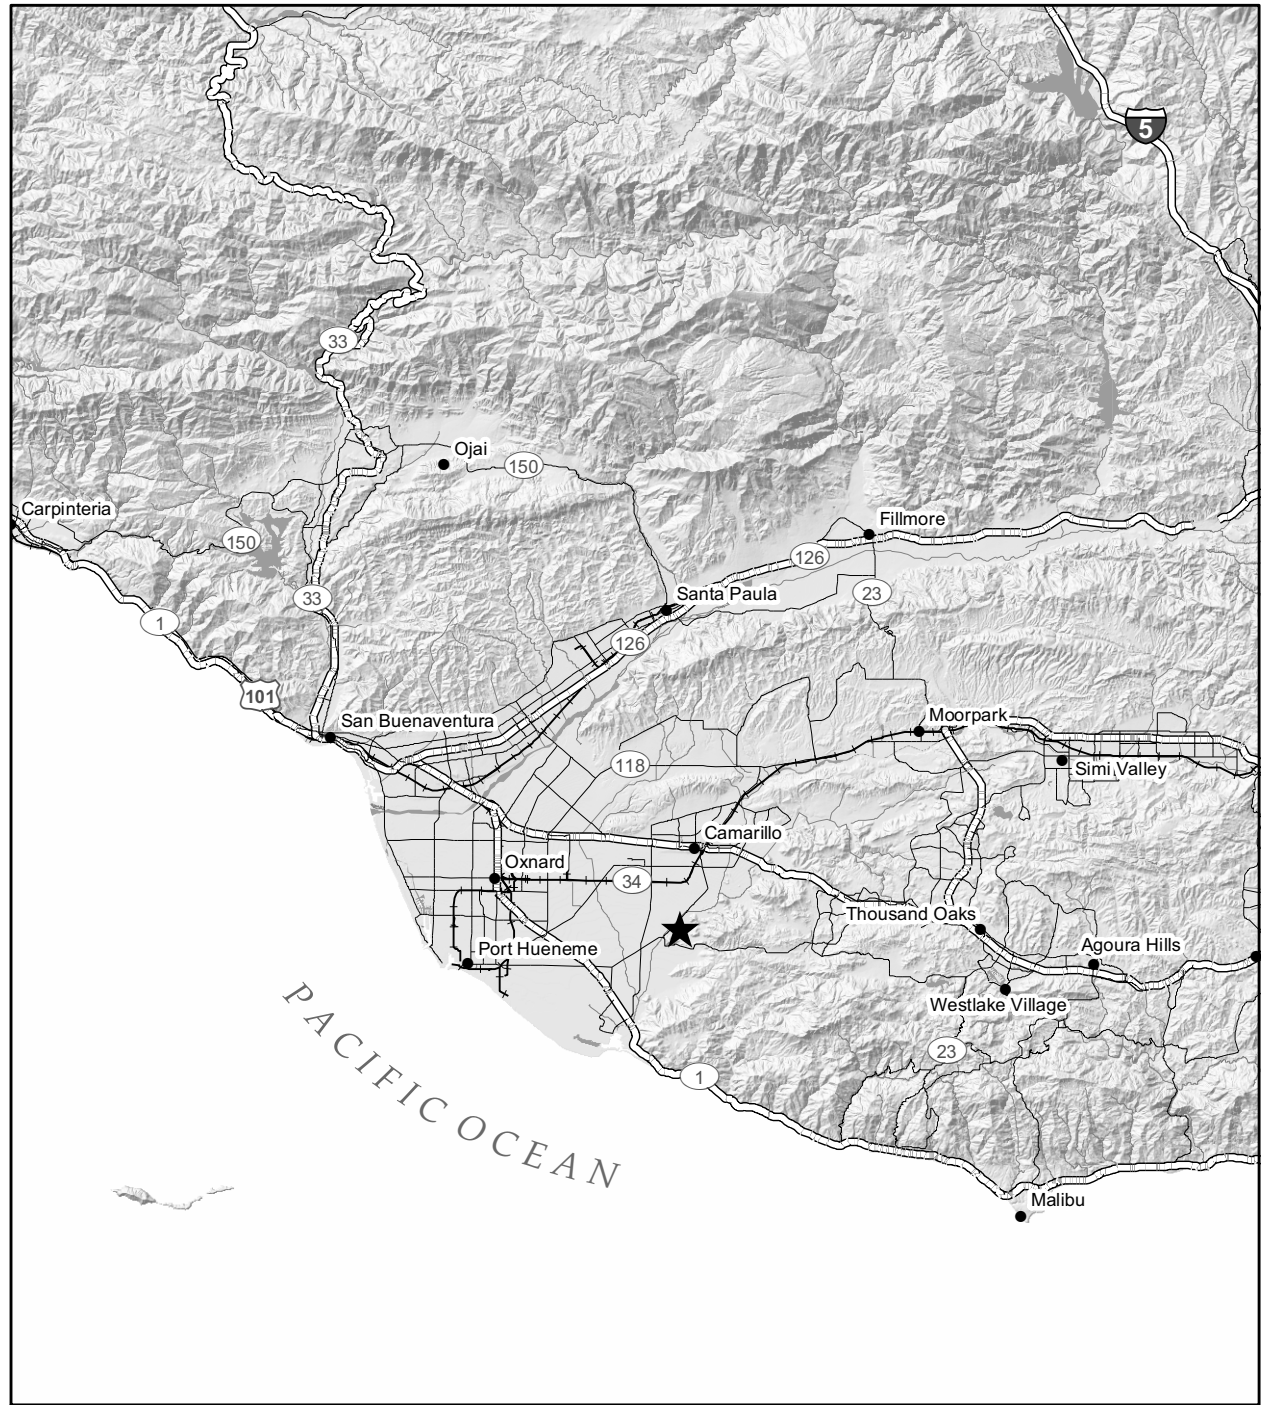 5
33
Ojai
150
Carpinteria
Fillmore
150
126
33
Santa Paula
23
1
126
101
San Buenaventura
Moorpark
118
Simi Valley
Camarillo
Oxnard
34
Thousand Oaks
Port Hueneme
Agoura Hills
Westlake Village
PACIFIC OCEAN
23
1
Malibu